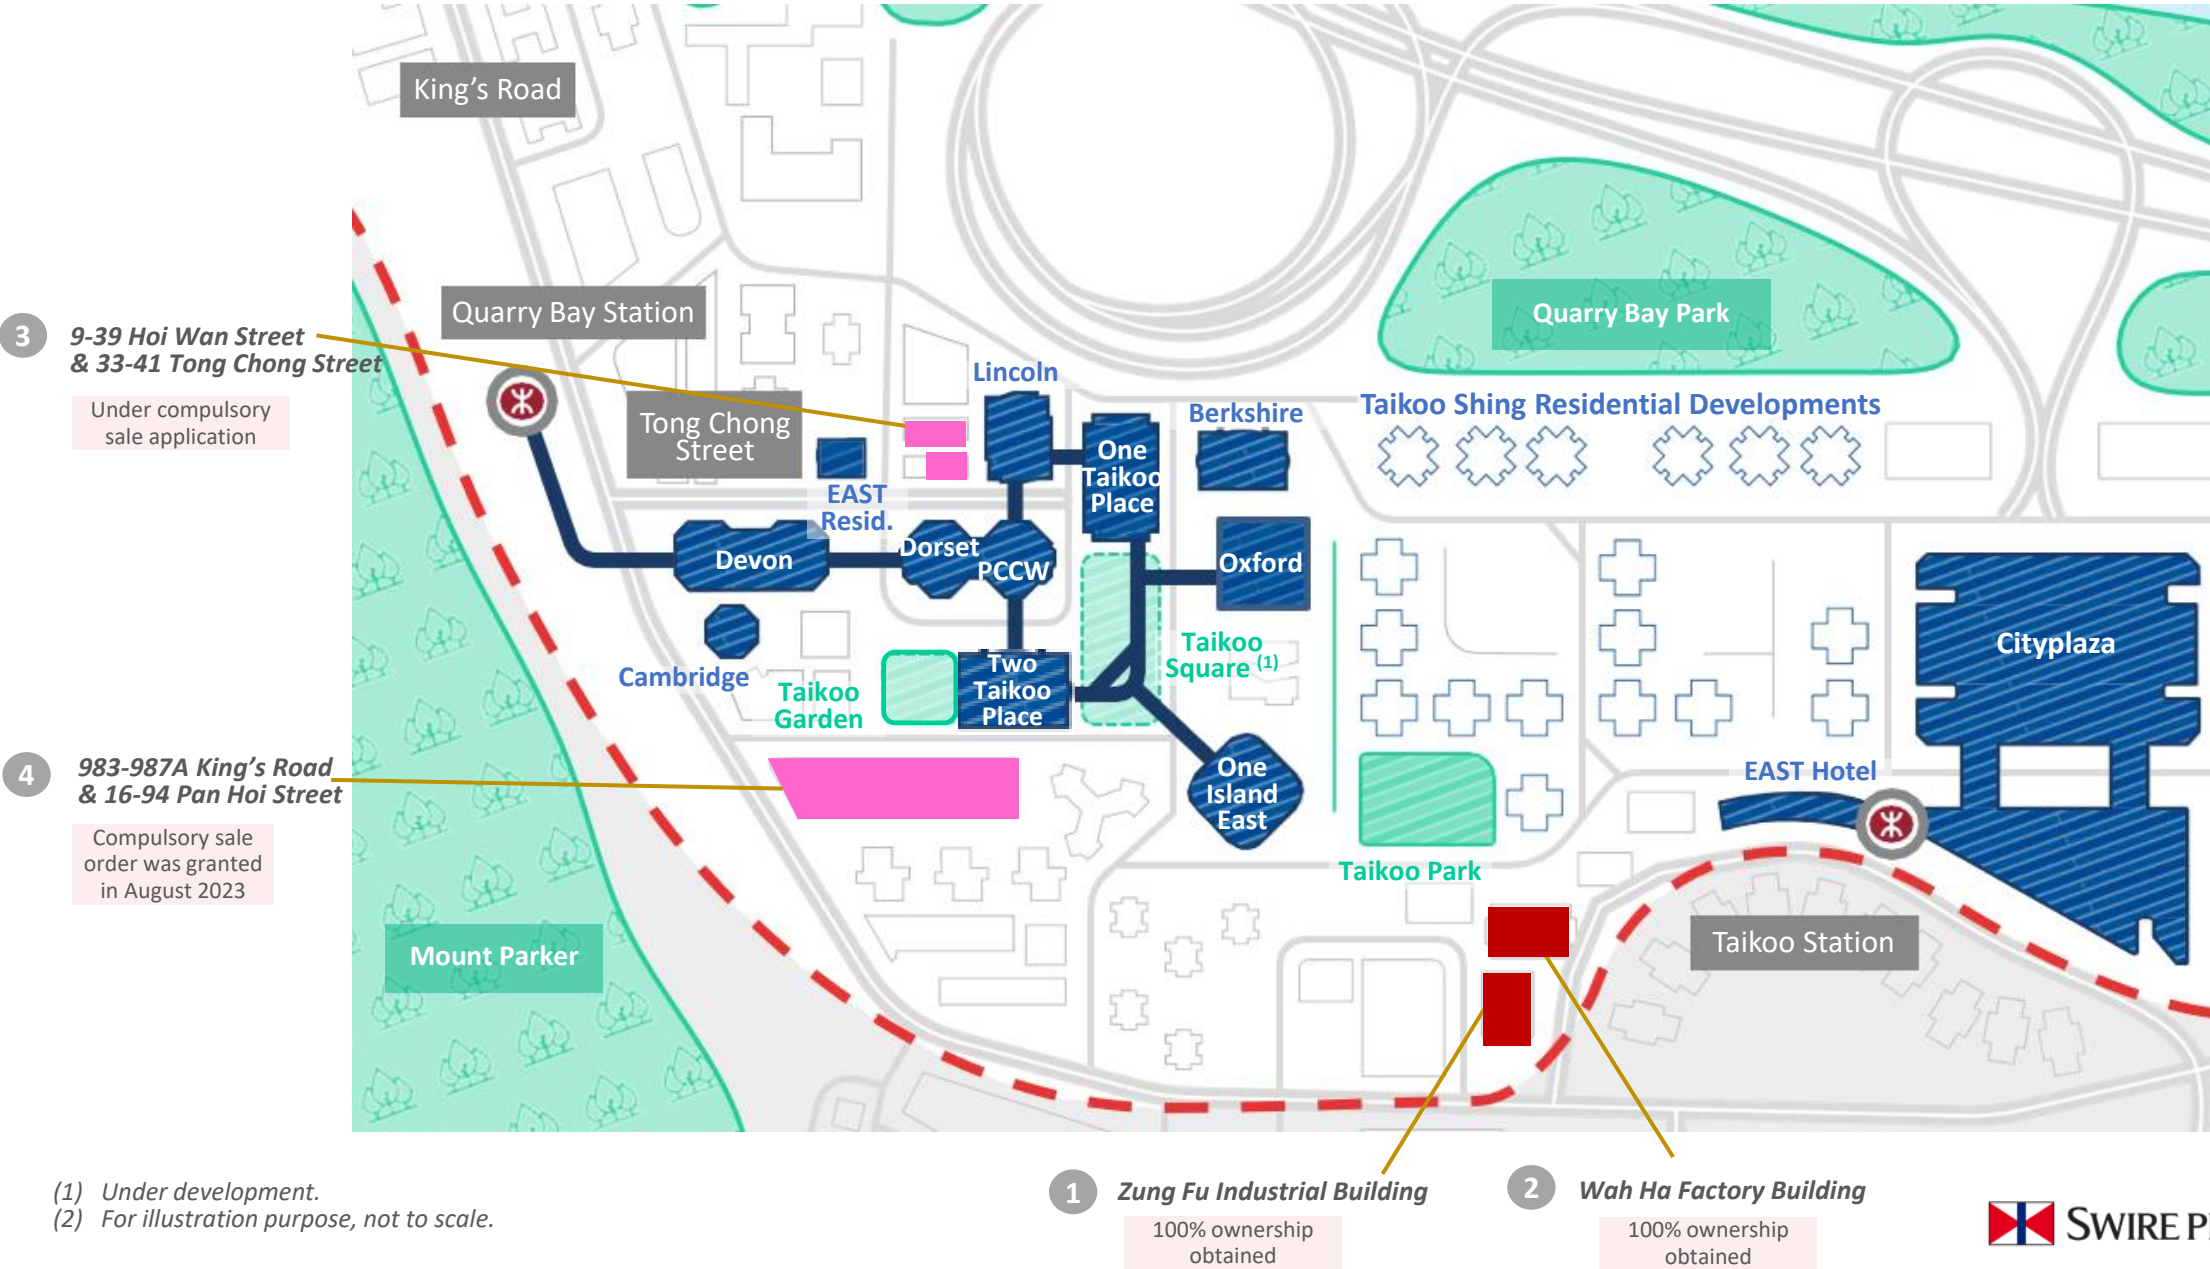 King's Road
Quarry Bay Station
3
9-39 Hoi Wan Street
& 33-41 Tong Chong Street
Under compulsory
sale application
Tong Chong
Street
Quarry Bay Park
Lincoln
Berkshire
Taikoo Shing Residential Developments
One
Taikoo
Place
EAST
Resid.
Devon
Dorset
PCCW
Oxford
Cambridge
Taikoo
Garden
Two
Taikoo
Place
Taikoo
Square (1)
Cityplaza
4
983-987A King's Road
& 16-94 Pan Hoi Street
Compulsory sale
order was granted
in August 2023
One
Island
East
EAST Hotel
Taikoo Park
Mount Parker
Taikoo Station
(1) Under development.
(2) For illustration purpose, not to scale.
1
Zung Fu Industrial Building
100% ownership
obtained
2
Wah Ha Factory Building
100% ownership
obtained
SWIRE